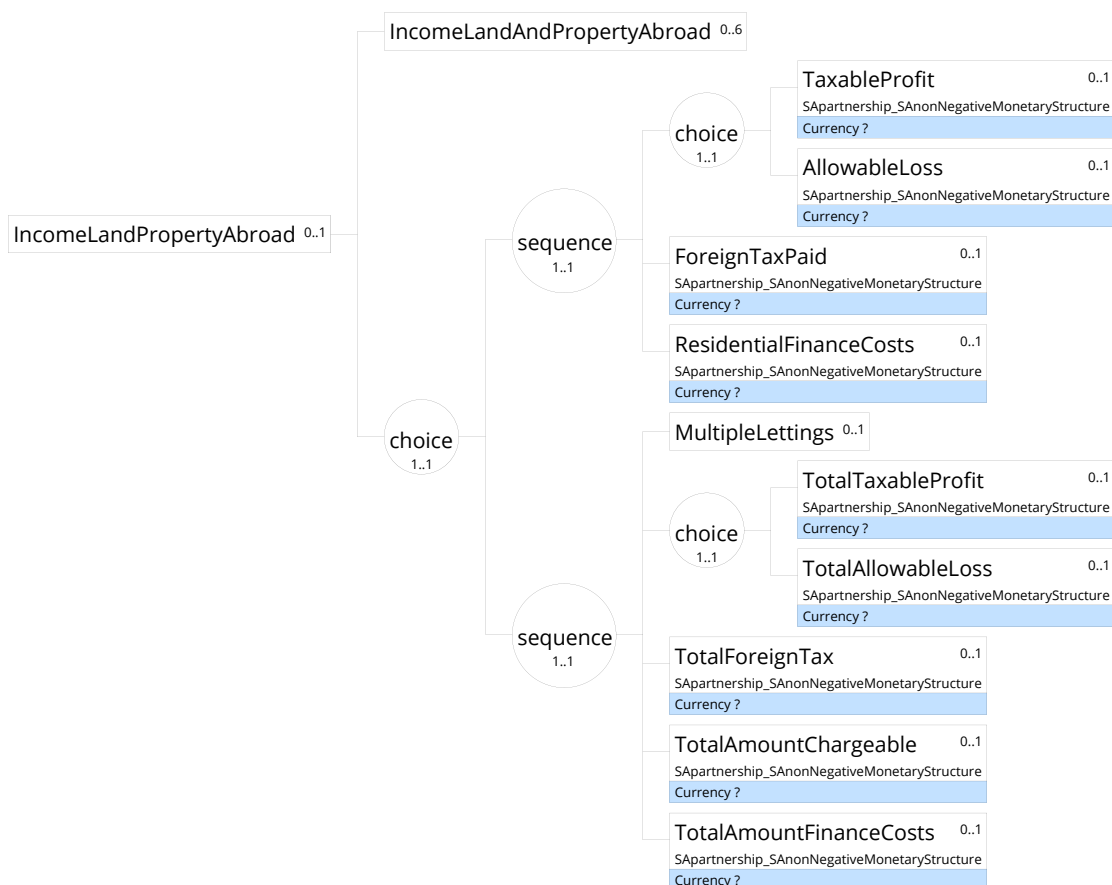 IncomeLandAndPropertyAbroad 0..6
TaxableProfit 0..1
SApartnership_SAnonNegativeMonetaryStructure
Currency ?
choice
1..1
AllowableLoss 0..1
SApartnership_SAnonNegativeMonetaryStructure
Currency ?
IncomeLandPropertyAbroad 0..1
sequence
1..1
ForeignTaxPaid 0..1
SApartnership_SAnonNegativeMonetaryStructure
Currency ?
ResidentialFinanceCosts 0..1
SApartnership_SAnonNegativeMonetaryStructure
Currency ?
choice
1..1
MultipleLettings 0..1
TotalTaxableProfit 0..1
SApartnership_SAnonNegativeMonetaryStructure
Currency ?
choice
1..1
TotalAllowableLoss 0..1
SApartnership_SAnonNegativeMonetaryStructure
Currency ?
sequence
1..1
TotalForeignTax 0..1
SApartnership_SAnonNegativeMonetaryStructure
Currency ?
TotalAmountChargeable 0..1
SApartnership_SAnonNegativeMonetaryStructure
Currency ?
TotalAmountFinanceCosts 0..1
SApartnership_SAnonNegativeMonetaryStructure
Currency ?